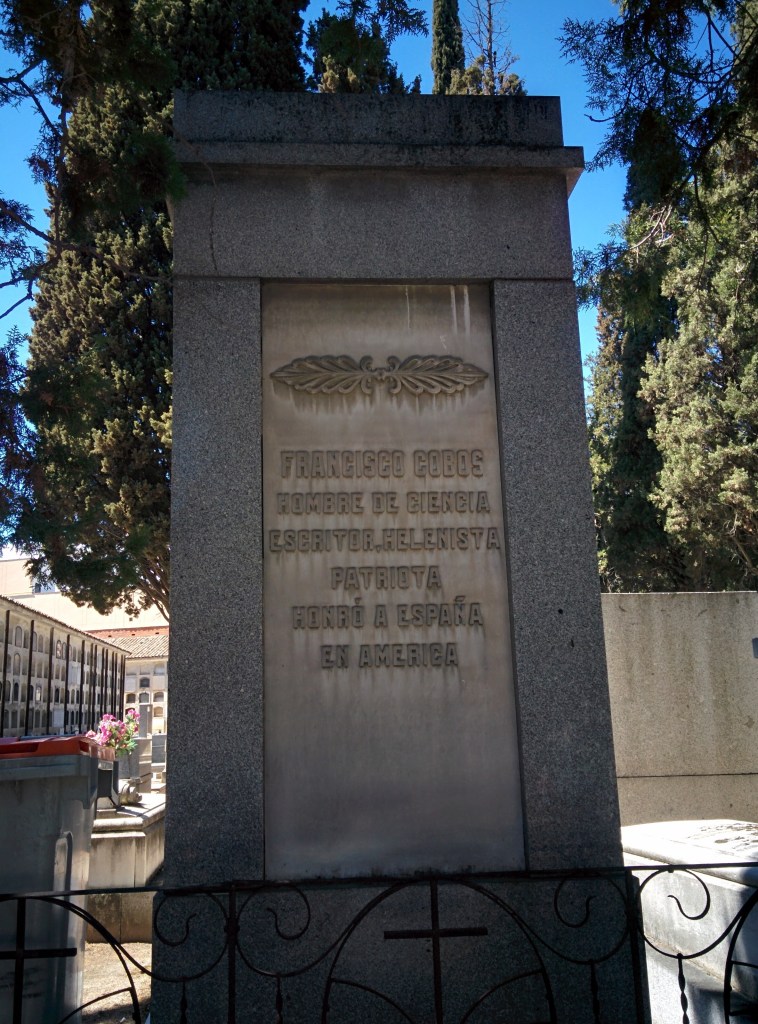 FRANCISCO COBOS
HOMBRE DE CIENCIA
ESCRITOR, HELENISTA
PATRIOTA
HONRÓ A ESPAÑA
EN AMERICA